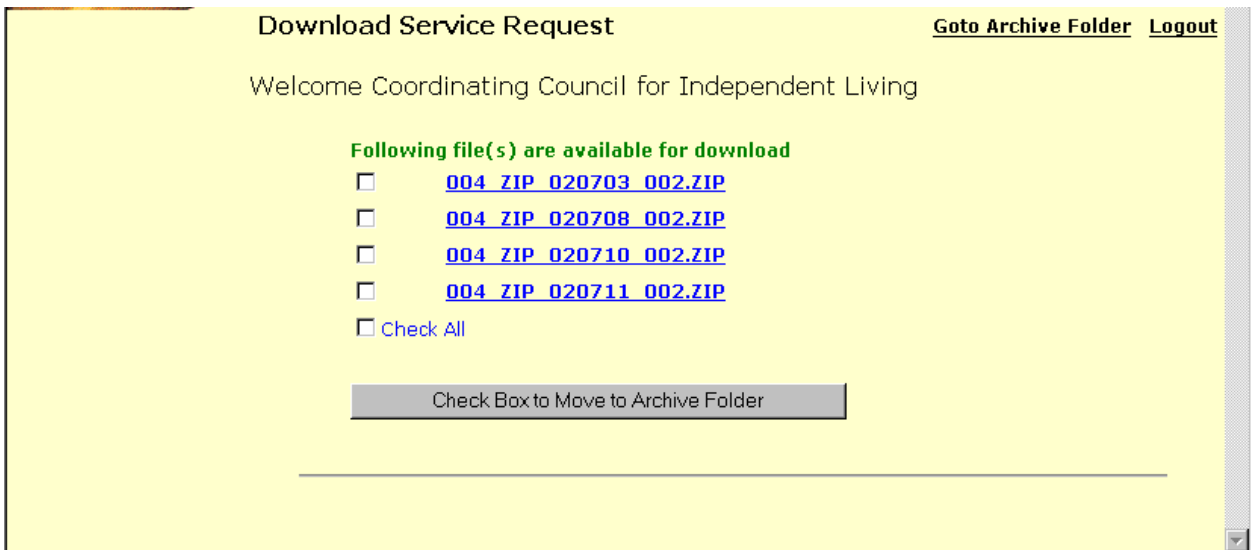 Download Service Request
Goto Archive Folder Logout
Welcome Coordinating Council for Independent Living
Following file(s) are available for download
004_ZIP_020703_002.ZIP
004_ZIP_020708_002.ZIP
004_ZIP_020710_002.ZIP
004_ZIP_020711_002.ZIP
Check All
Check Box to Move to Archive Folder